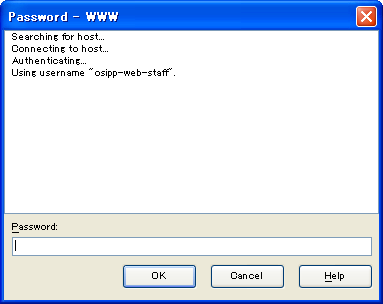 Password - WWW
Searching for host...
Connecting to host...
Authenticating...
Using username "osipp-web-staff".
Password:
OK
Cancel
Help